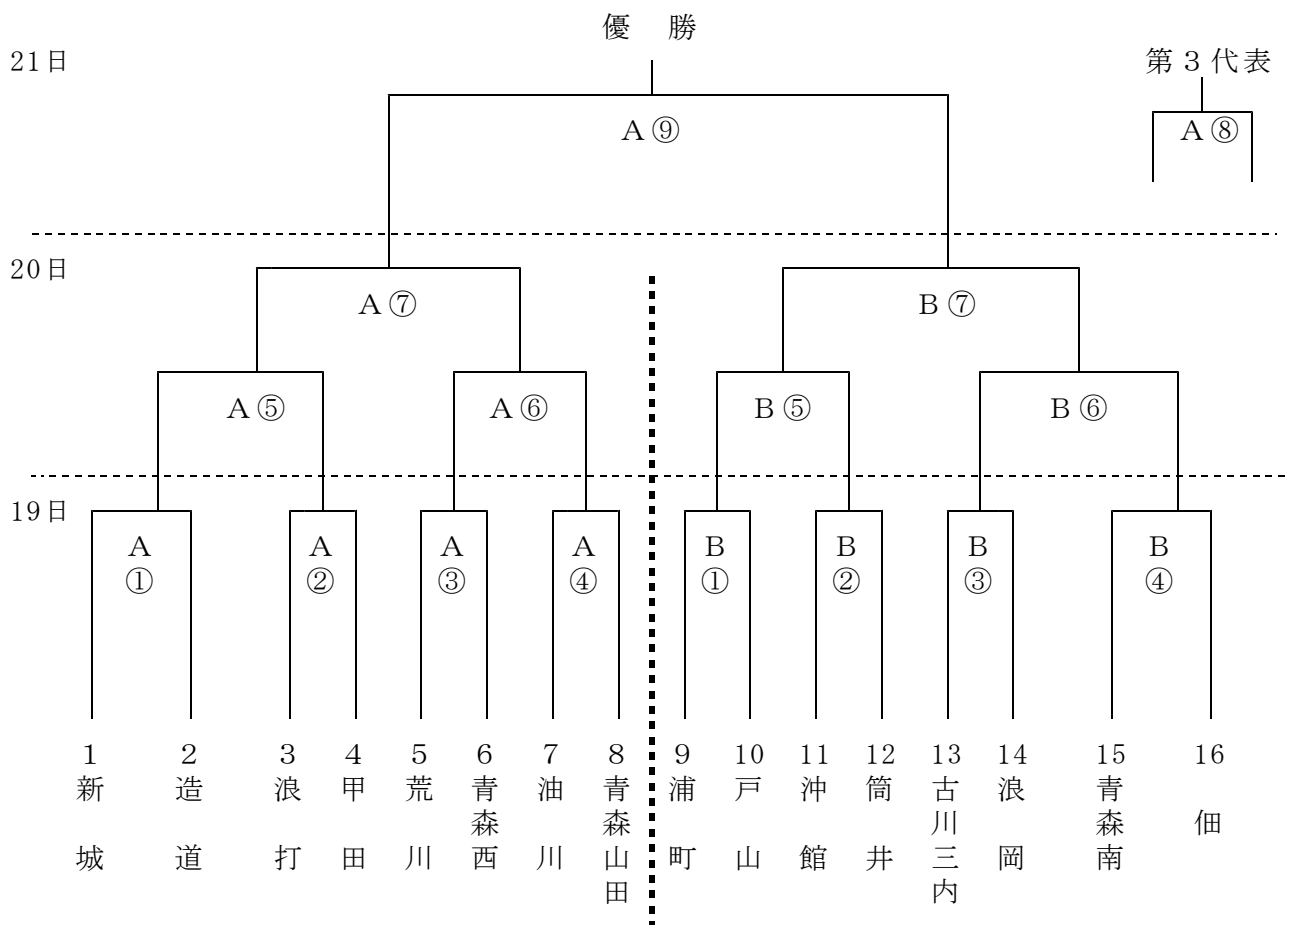 優　勝
21日
第３代表
A⑨
A⑧
20日
A⑦
B⑦
A⑤
A⑥
B⑤
B⑥
19日
A①
A②
A③
A④
B①
B②
B③
B④
1 新城
2 造道
3 浪打
4 甲田
5 荒川
6 青森西
7 油川
8 青森山田
9 浦町
10 戸山
11 沖館
12 筒井
13 古川三内
14 浪岡
15 青森南
16 佃